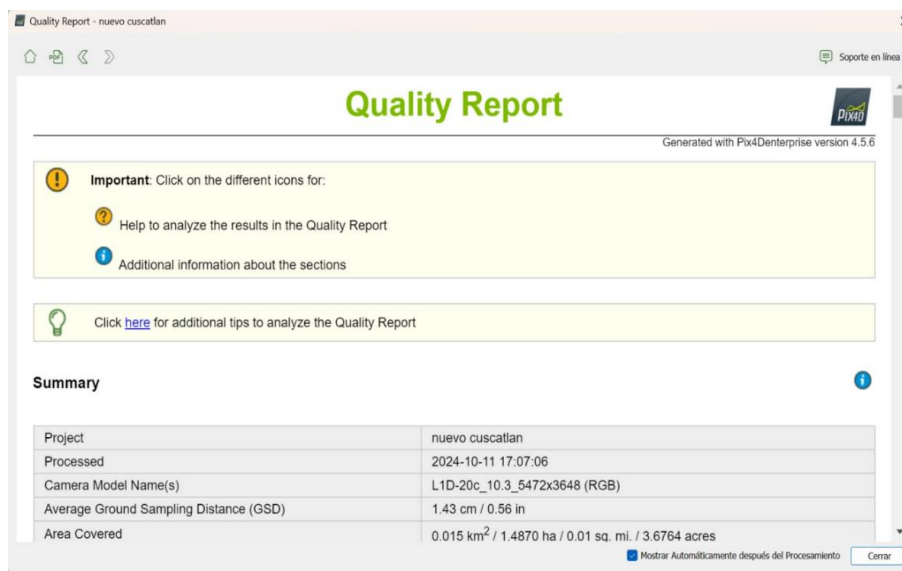 Quality Report - nuevo cuscatlan
PDF
Soporte en línea
Quality Report
PIX4D
Generated with Pix4Denterprise version 4.5.6
Important: Click on the different icons for:
Help to analyze the results in the Quality Report
Additional information about the sections
Click here for additional tips to analyze the Quality Report
Summary
Project nuevo cuscatlan
Processed 2024-10-11 17:07:06
Camera Model Name(s) L1D-20c_10.3_5472x3648 (RGB)
Average Ground Sampling Distance (GSD) 1.43 cm / 0.56 in
Area Covered 0.015 km² / 1.4870 ha / 0.01 sq. mi. / 3.6764 acres
Mostrar Automáticamente después del Procesamiento Cerrar